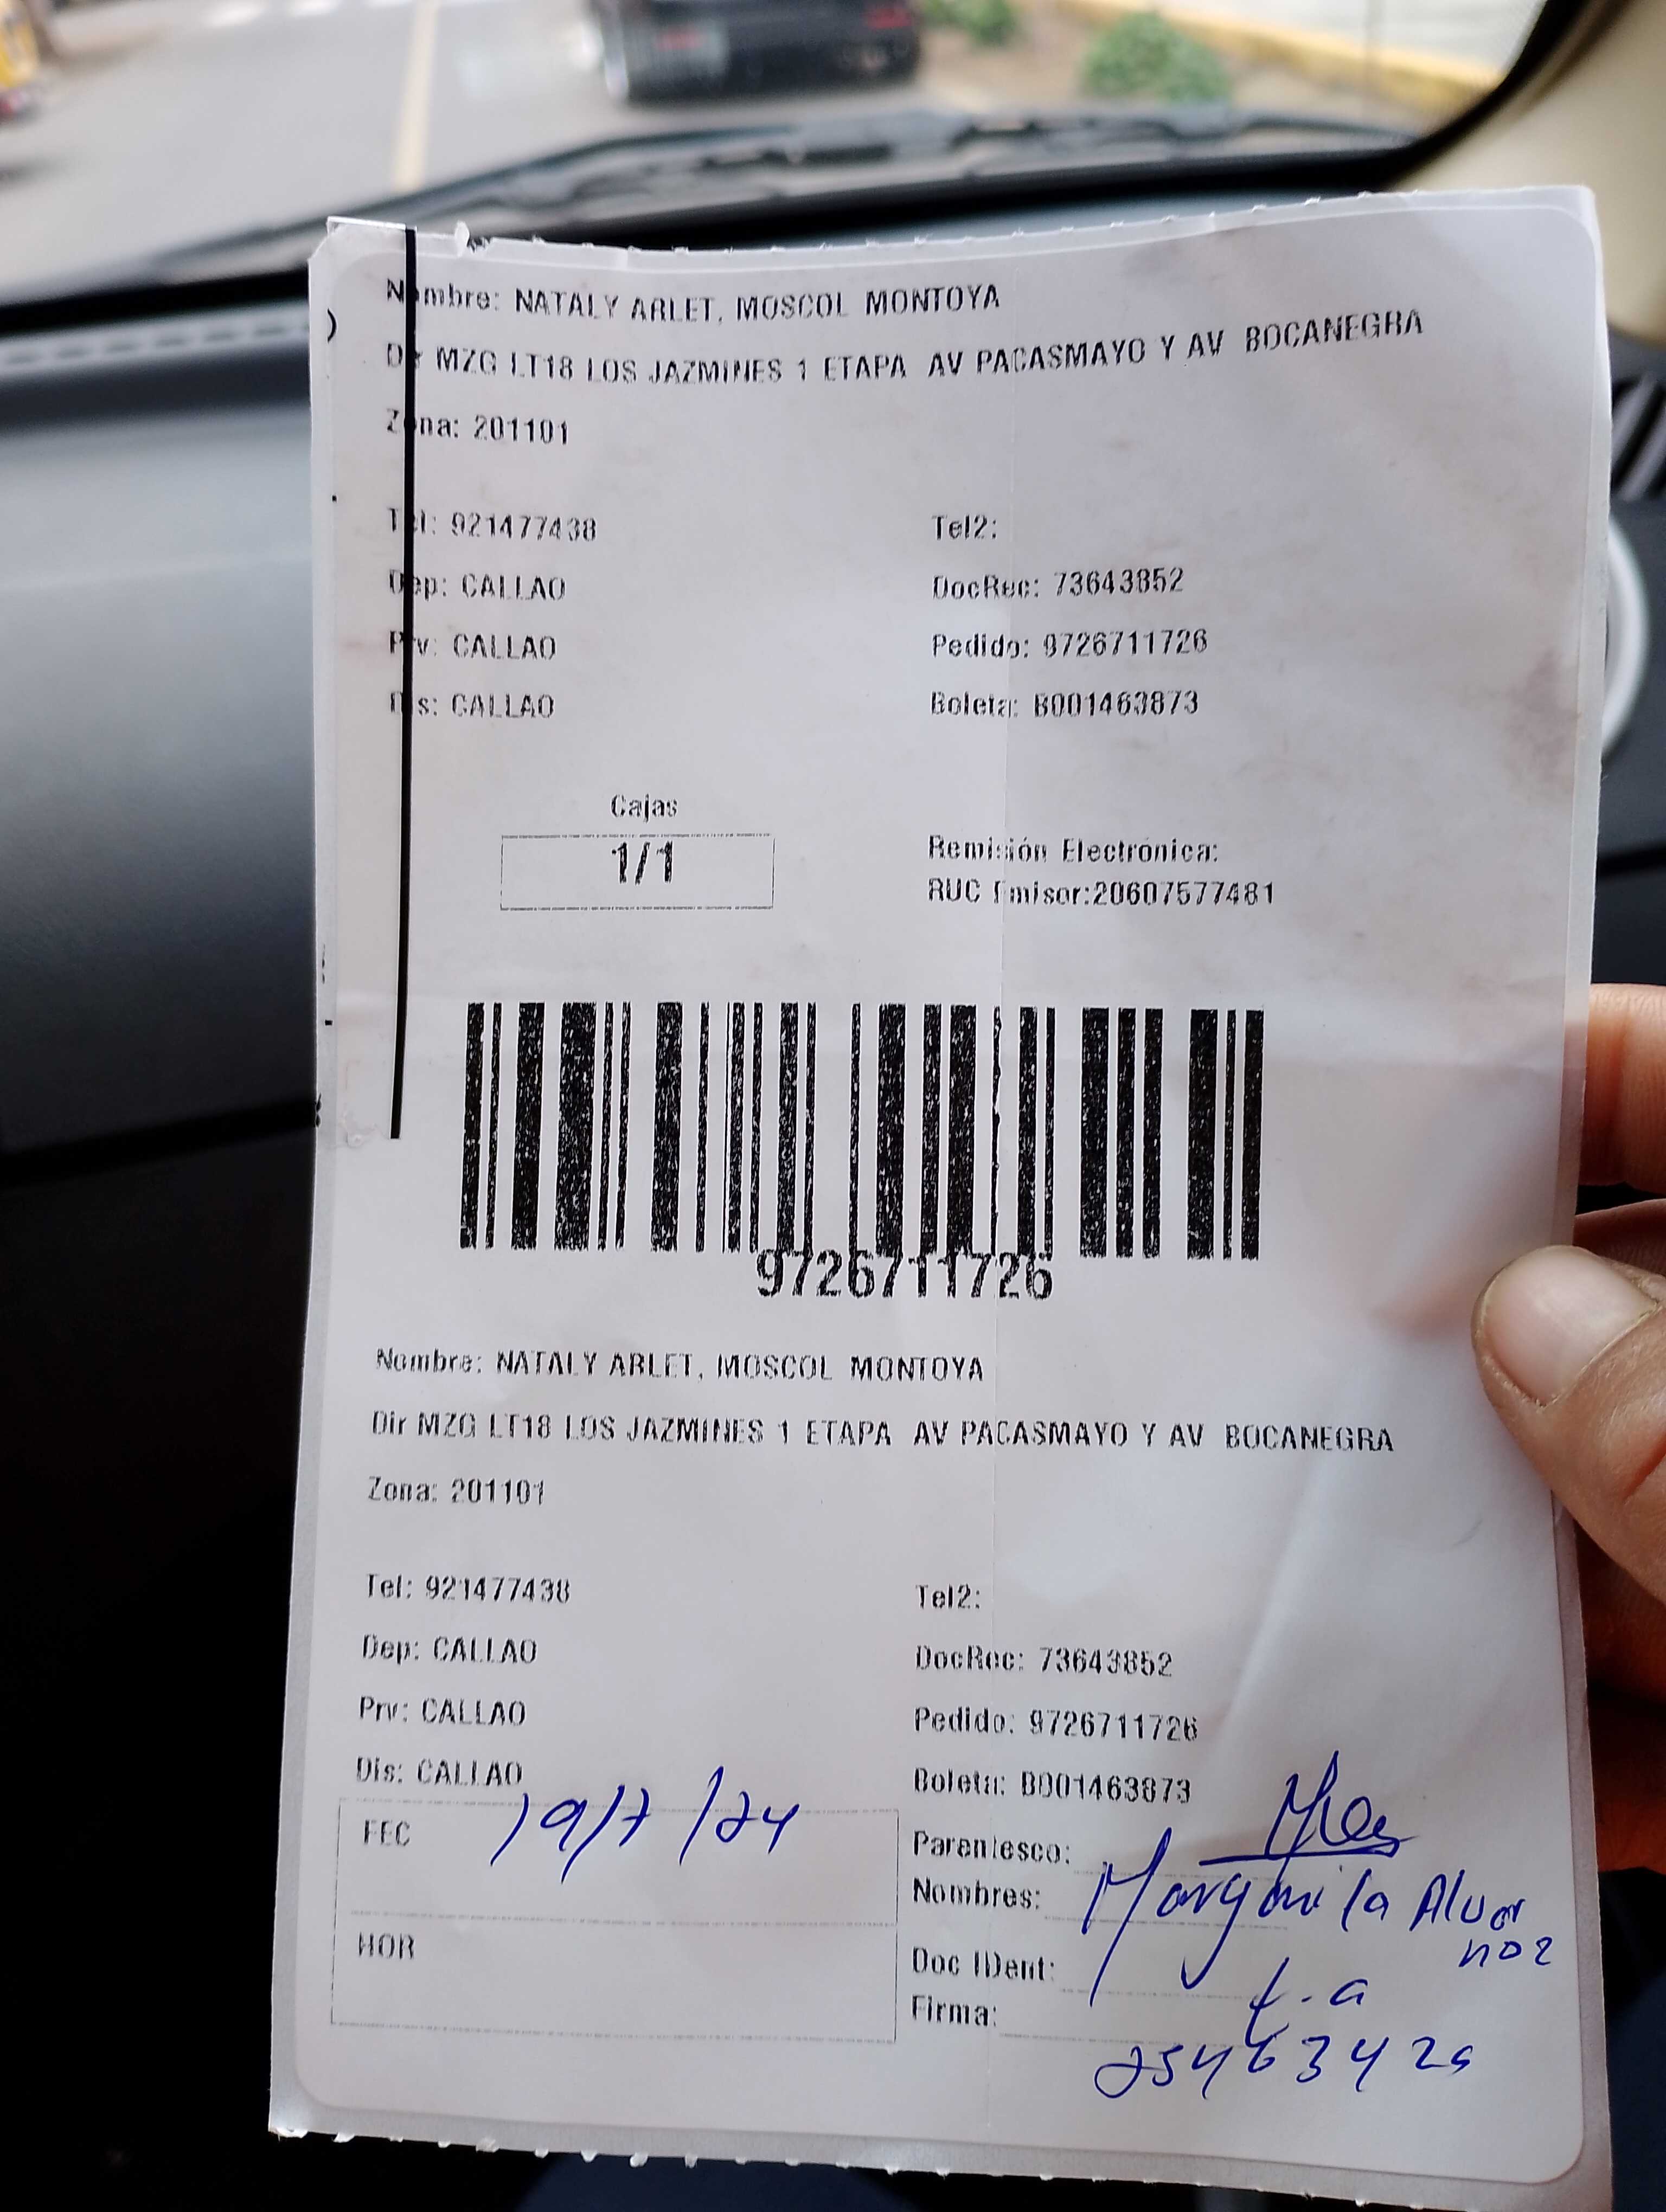 Nombre: NATALY ARLET, MOSCOL MONTOYA
Dir MZG LT18 LOS JAZMINES 1 ETAPA AV PACASMAYO Y AV BOCANEGRA
Zona: 201101
Tel: 921477438 Tel2:
Dep: CALLAO DocRec: 73643852
Prv: CALLAO Pedido: 9726711726
Dis: CALLAO Boleta: B001463873
Cajas
1/1
Remisión Electrónica:
RUC Emisor:20607577481
9726711726
Nombre: NATALY ARLET, MOSCOL MONTOYA
Dir MZG LT18 LOS JAZMINES 1 ETAPA AV PACASMAYO Y AV BOCANEGRA
Zona: 201101
Tel: 921477438 Tel2:
Dep: CALLAO DocRec: 73643852
Prv: CALLAO Pedido: 9726711726
Dis: CALLAO Boleta: B001463873
FEC 19/7/24
HOR
Parentesco:
Nombres: Margarita
Doc IDent:
Firma: